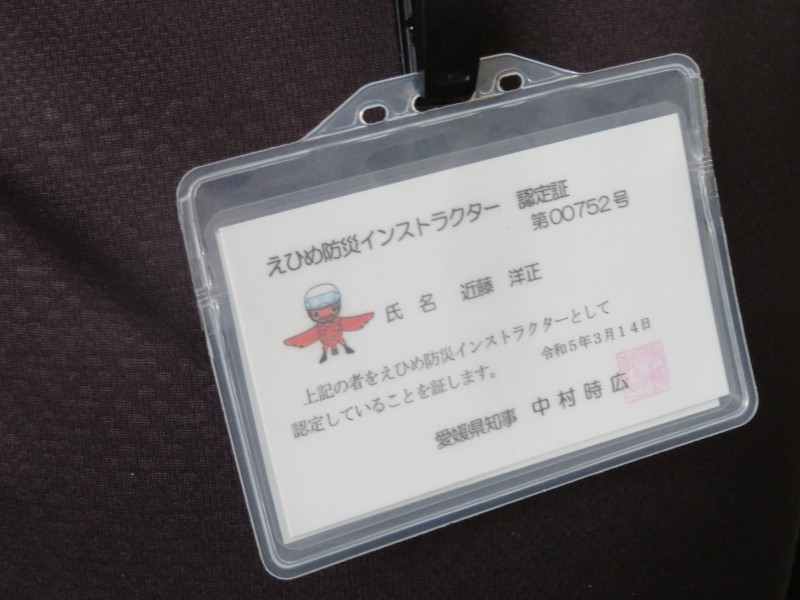 えひめ防災インストラクター 認定証
第00752号
氏 名 近藤 洋正
上記の者をえひめ防災インストラクターとして
認定していることを証します。
令和5年3月14日
愛媛県知事 中 村 時 広